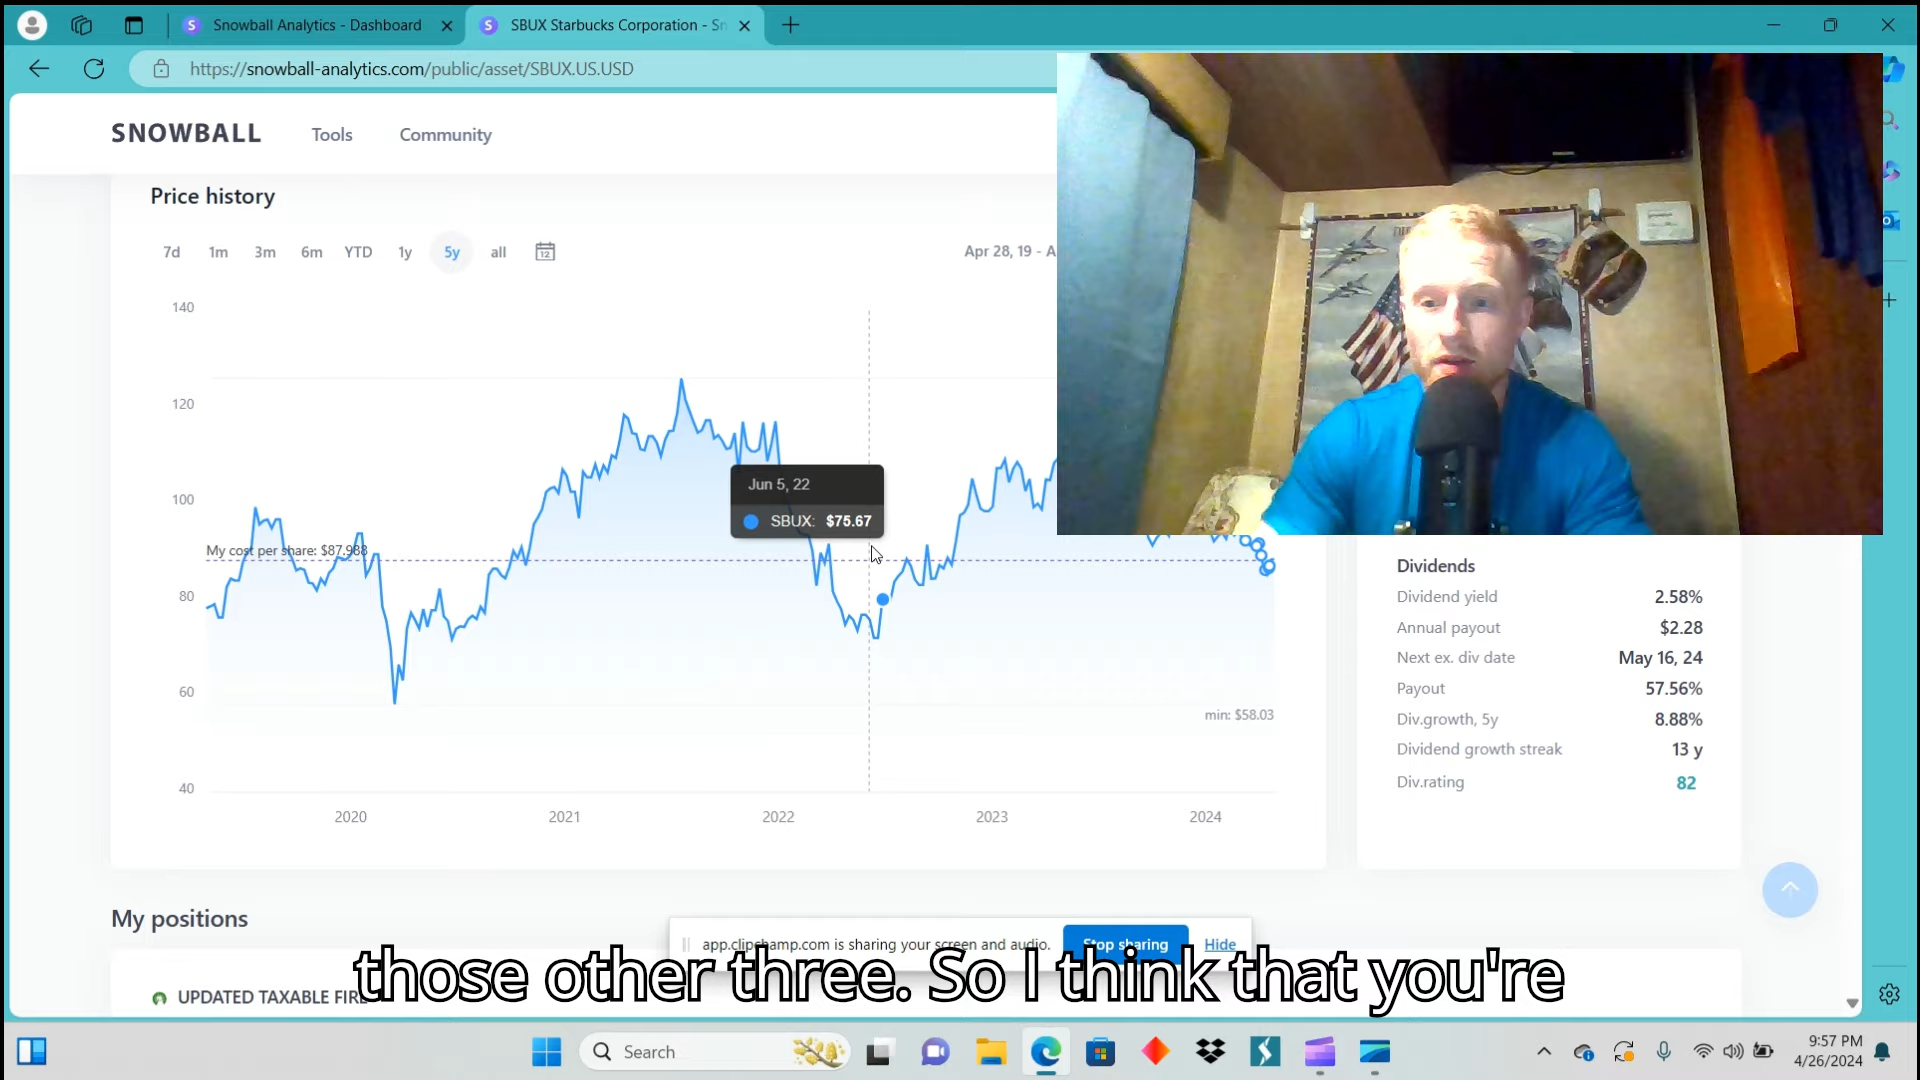 Snowball Analytics - Dashboard
SBUX Starbucks Corporation - Sn
https://snowball-analytics.com/public/asset/SBUX.US.USD
SNOWBALL
Tools
Community
Price history
7d 1m 3m 6m YTD 1y 5y all
Apr 28, 19 - A
140
120
100
80
60
40
Jun 5, 22
SBUX: $75.67
My cost per share: $87.988
min: $58.03
2020 2021 2022 2023 2024
Dividends
Dividend yield 2.58%
Annual payout $2.28
Next ex. div date May 16, 24
Payout 57.56%
Div.growth, 5y 8.88%
Dividend growth streak 13 y
Div.rating 82
My positions
app.clipchamp.com is sharing your screen and audio.
Stop sharing
Hide
UPDATED TAXABLE FIRE
those other three. So I think that you're
Search
9:57 PM
4/26/2024